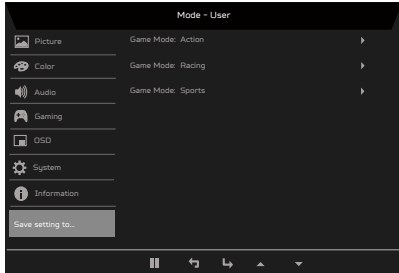 Mode - User
Picture
Game Mode: Action
Color
Game Mode: Racing
Audio
Game Mode: Sports
Gaming
OSD
System
Information
Save setting to...